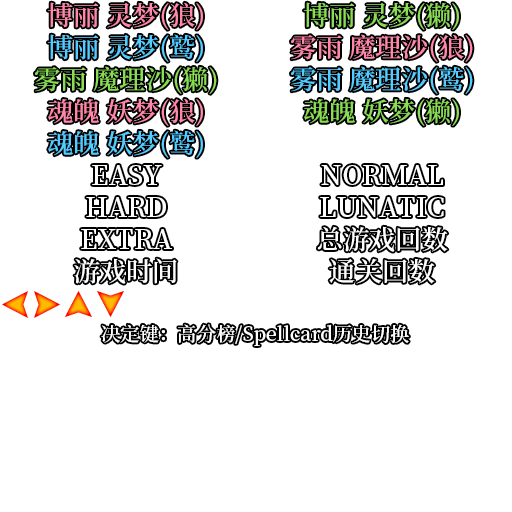 博丽 灵梦(狼) 博丽 灵梦(獭)
博丽 灵梦(鹫) 雾雨 魔理沙(狼)
雾雨 魔理沙(獭) 雾雨 魔理沙(鹫)
魂魄 妖梦(狼) 魂魄 妖梦(獭)
魂魄 妖梦(鹫)
EASY NORMAL
HARD LUNATIC
EXTRA 总游戏回数
游戏时间 通关回数
决定键：高分榜/Spellcard历史切换